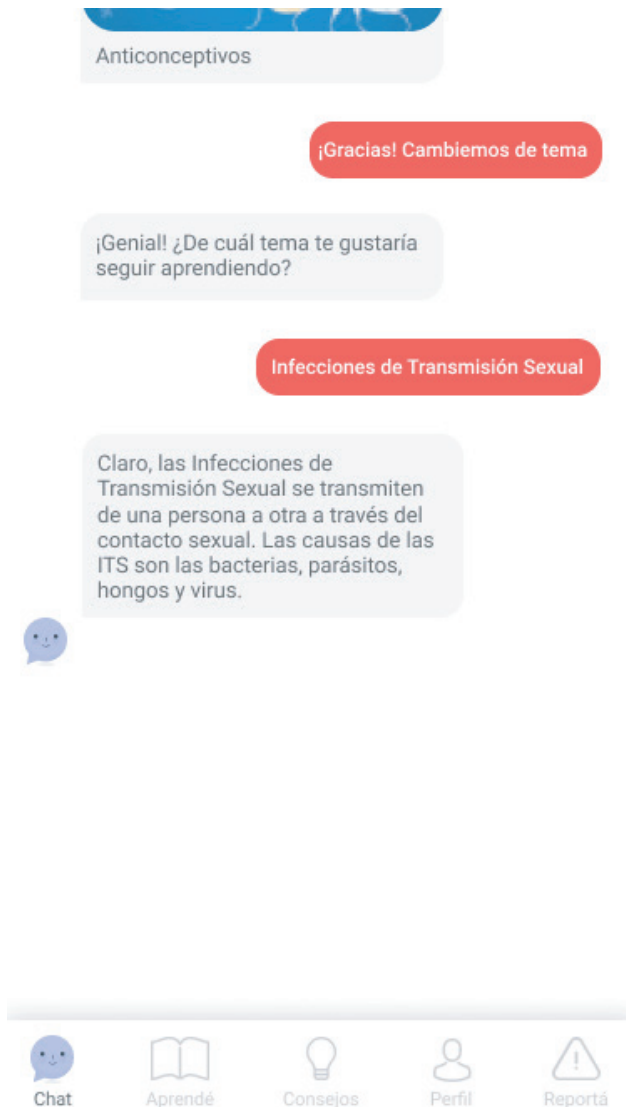 Anticonceptivos
¡Gracias! Cambiemos de tema
¡Genial! ¿De cuál tema te gustaría
seguir aprendiendo?
Infecciones de Transmisión Sexual
Claro, las Infecciones de
Transmisión Sexual se transmiten
de una persona a otra a través del
contacto sexual. Las causas de las
ITS son las bacterias, parásitos,
hongos y virus.
Chat Aprendé Consejos Perfil Reportá